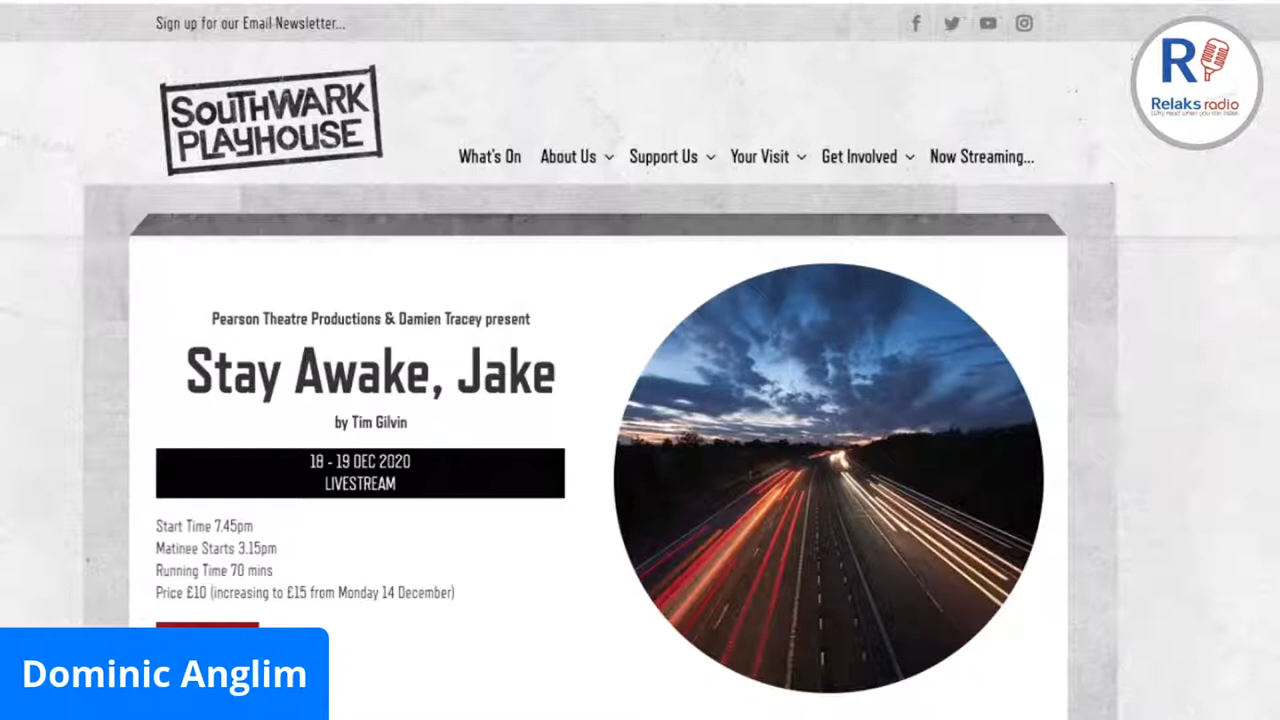 Sign up for our Email Newsletter...
R
Relaks radio
SOUTHWARK
PLAYHOUSE
What's On About Us Support Us Your Visit Get Involved Now Streaming...
Pearson Theatre Productions & Damien Tracey present
Stay Awake, Jake
by Tim Gilvin
18 - 19 DEC 2020
LIVESTREAM
Start Time 7.45pm
Matinee Starts 3.15pm
Running Time 70 mins
Price £10 (increasing to £15 from Monday 14 December)
Dominic Anglim